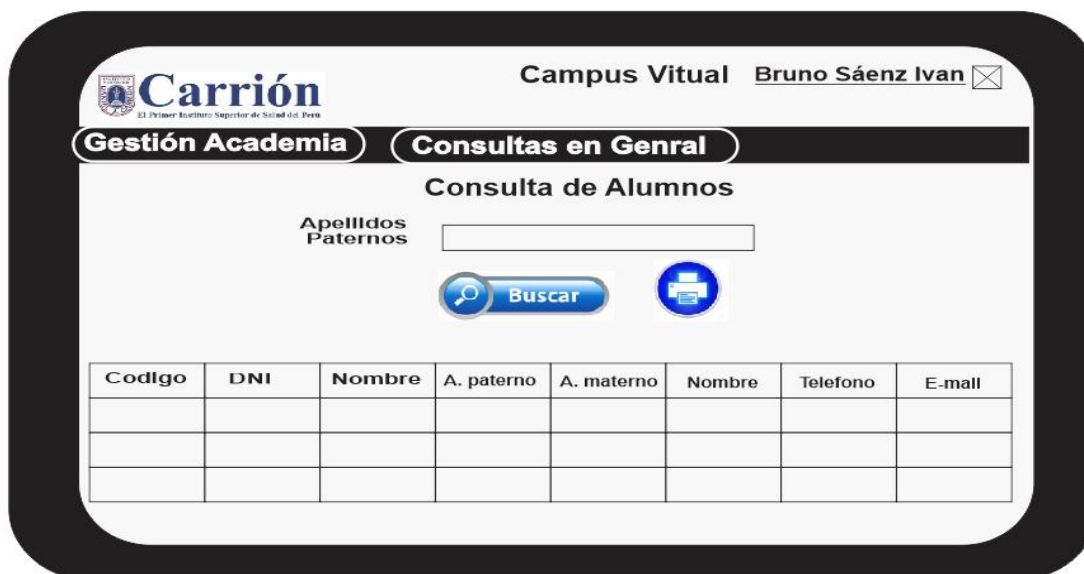 Carrión
El Primer Instituto Superior de Salud del Perú
Campus Vitual
Bruno Sáenz Ivan
Gestión Academia
Consultas en Genral
Consulta de Alumnos
Apellidos
Paternos
Buscar
Codigo DNI Nombre A. paterno A. materno Nombre Telefono E-mail